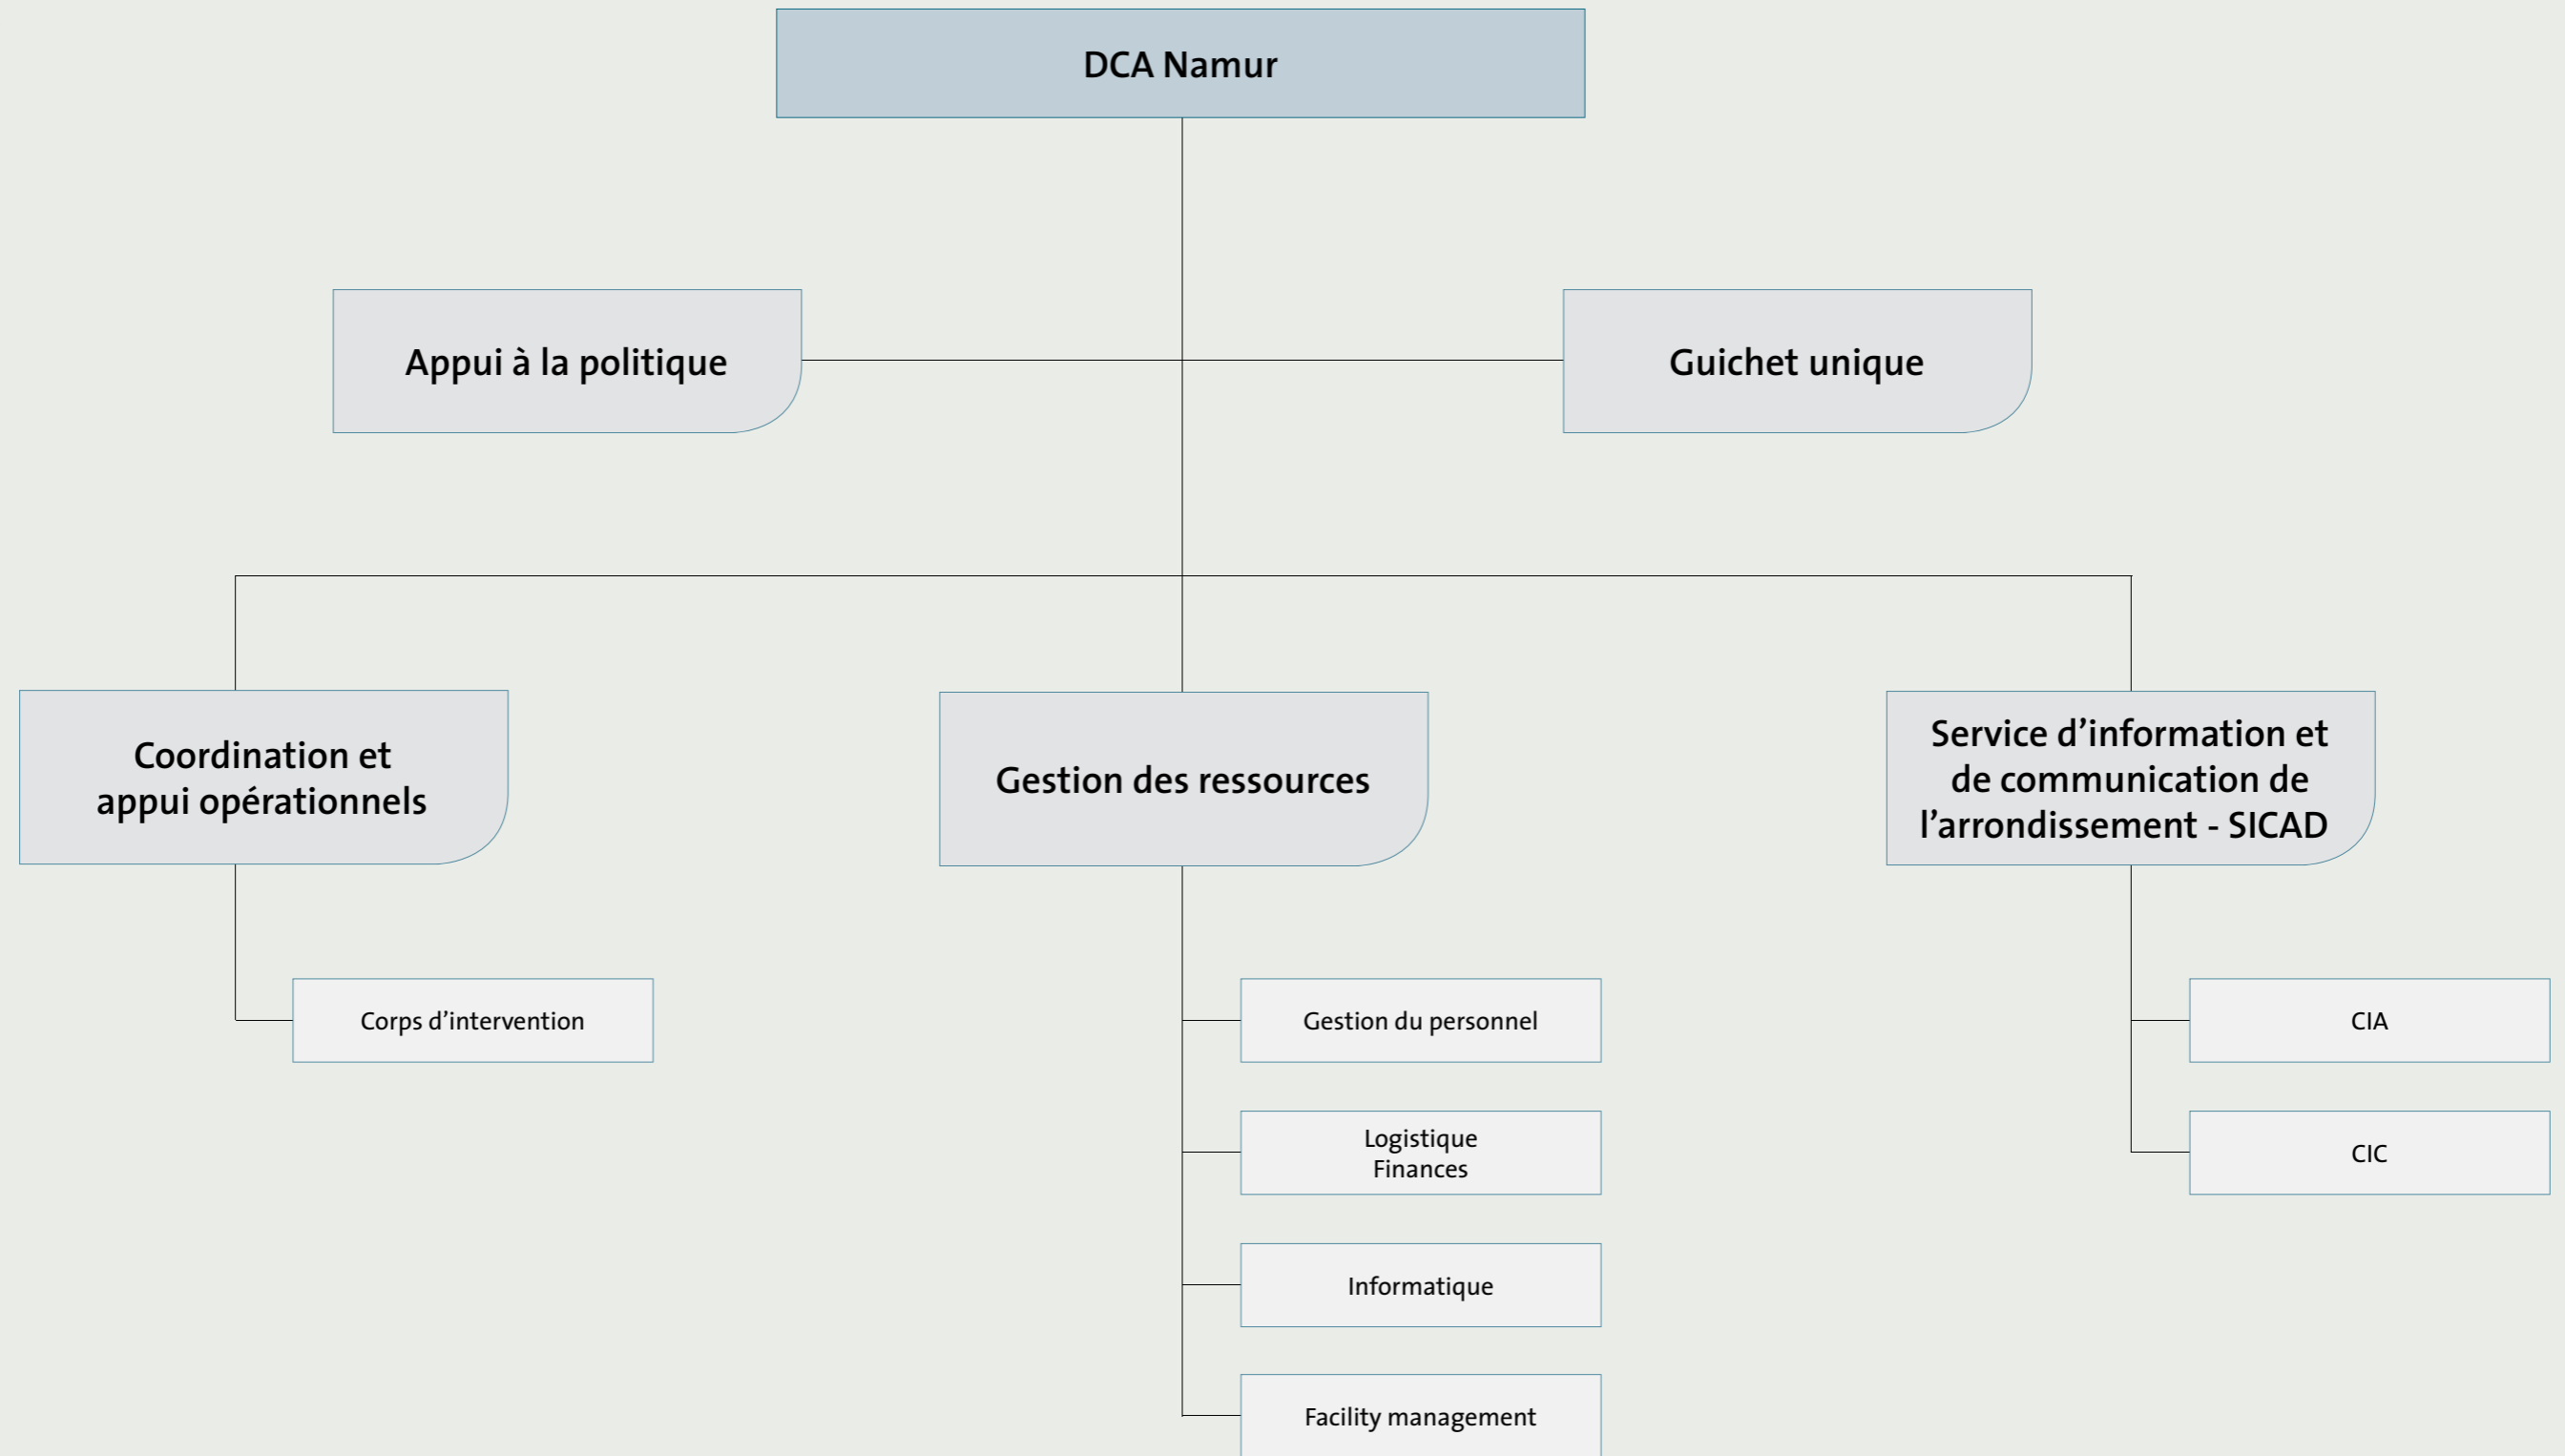 DCA Namur
Appui à la politique
Guichet unique
Coordination et
appui opérationnels
Gestion des ressources
Service d’information et
de communication de
l’arrondissement - SICAD
Corps d’intervention
Gestion du personnel
Logistique
Finances
Informatique
Facility management
CIA
CIC